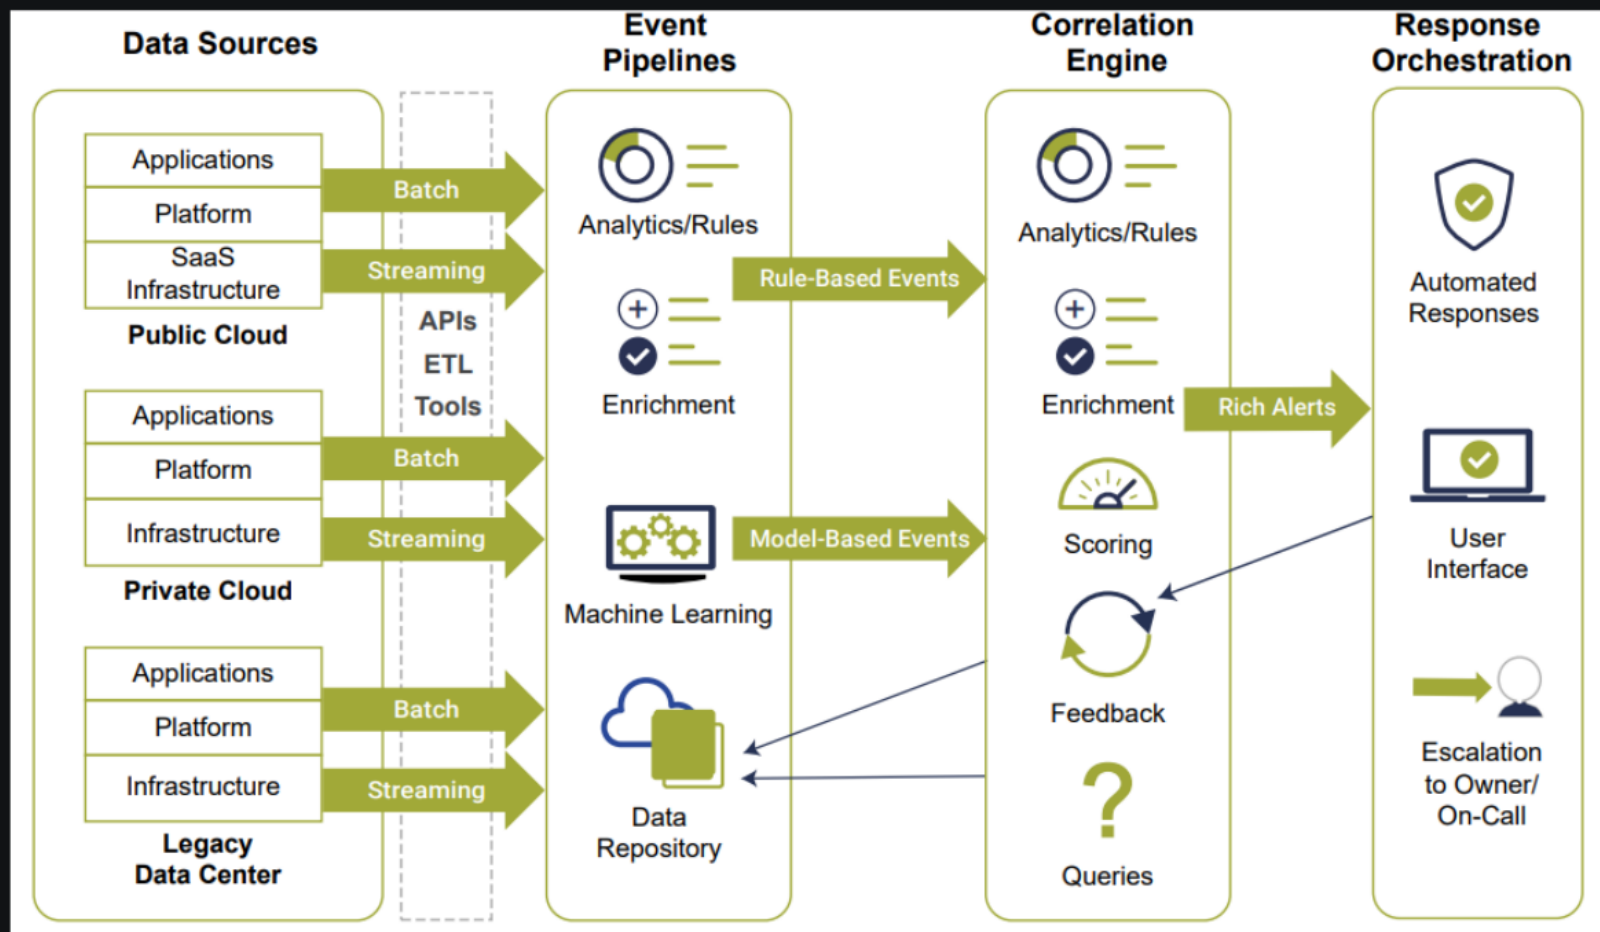 Data Sources
Event
Pipelines
Correlation
Engine
Response
Orchestration
Applications
Platform
SaaS
Infrastructure
Public Cloud
Applications
Platform
Infrastructure
Private Cloud
Applications
Platform
Infrastructure
Legacy
Data Center
Batch
Streaming
APIs
ETL
Tools
Batch
Streaming
Batch
Streaming
Analytics/Rules
Enrichment
Machine Learning
Data
Repository
Rule-Based Events
Model-Based Events
Analytics/Rules
Enrichment
Scoring
Feedback
Queries
Rich Alerts
Automated
Responses
User
Interface
Escalation
to Owner/
On-Call